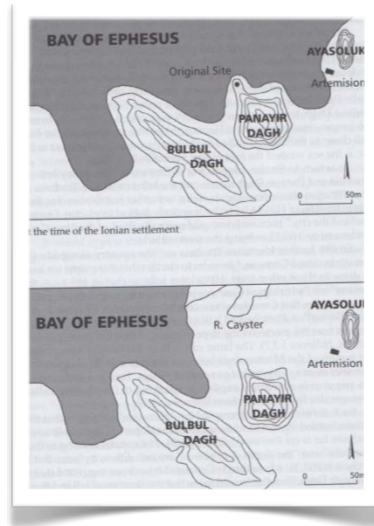 BAY OF EPHESUS
AYASOLUK
Original Site
Artemision
PANAYIR
DAGH
BULBUL
DAGH
0 50m
t the time of the Ionian settlement
BAY OF EPHESUS
R. Cayster
AYASOLUK
Artemision
PANAYIR
DAGH
BULBUL
DAGH
0 50m